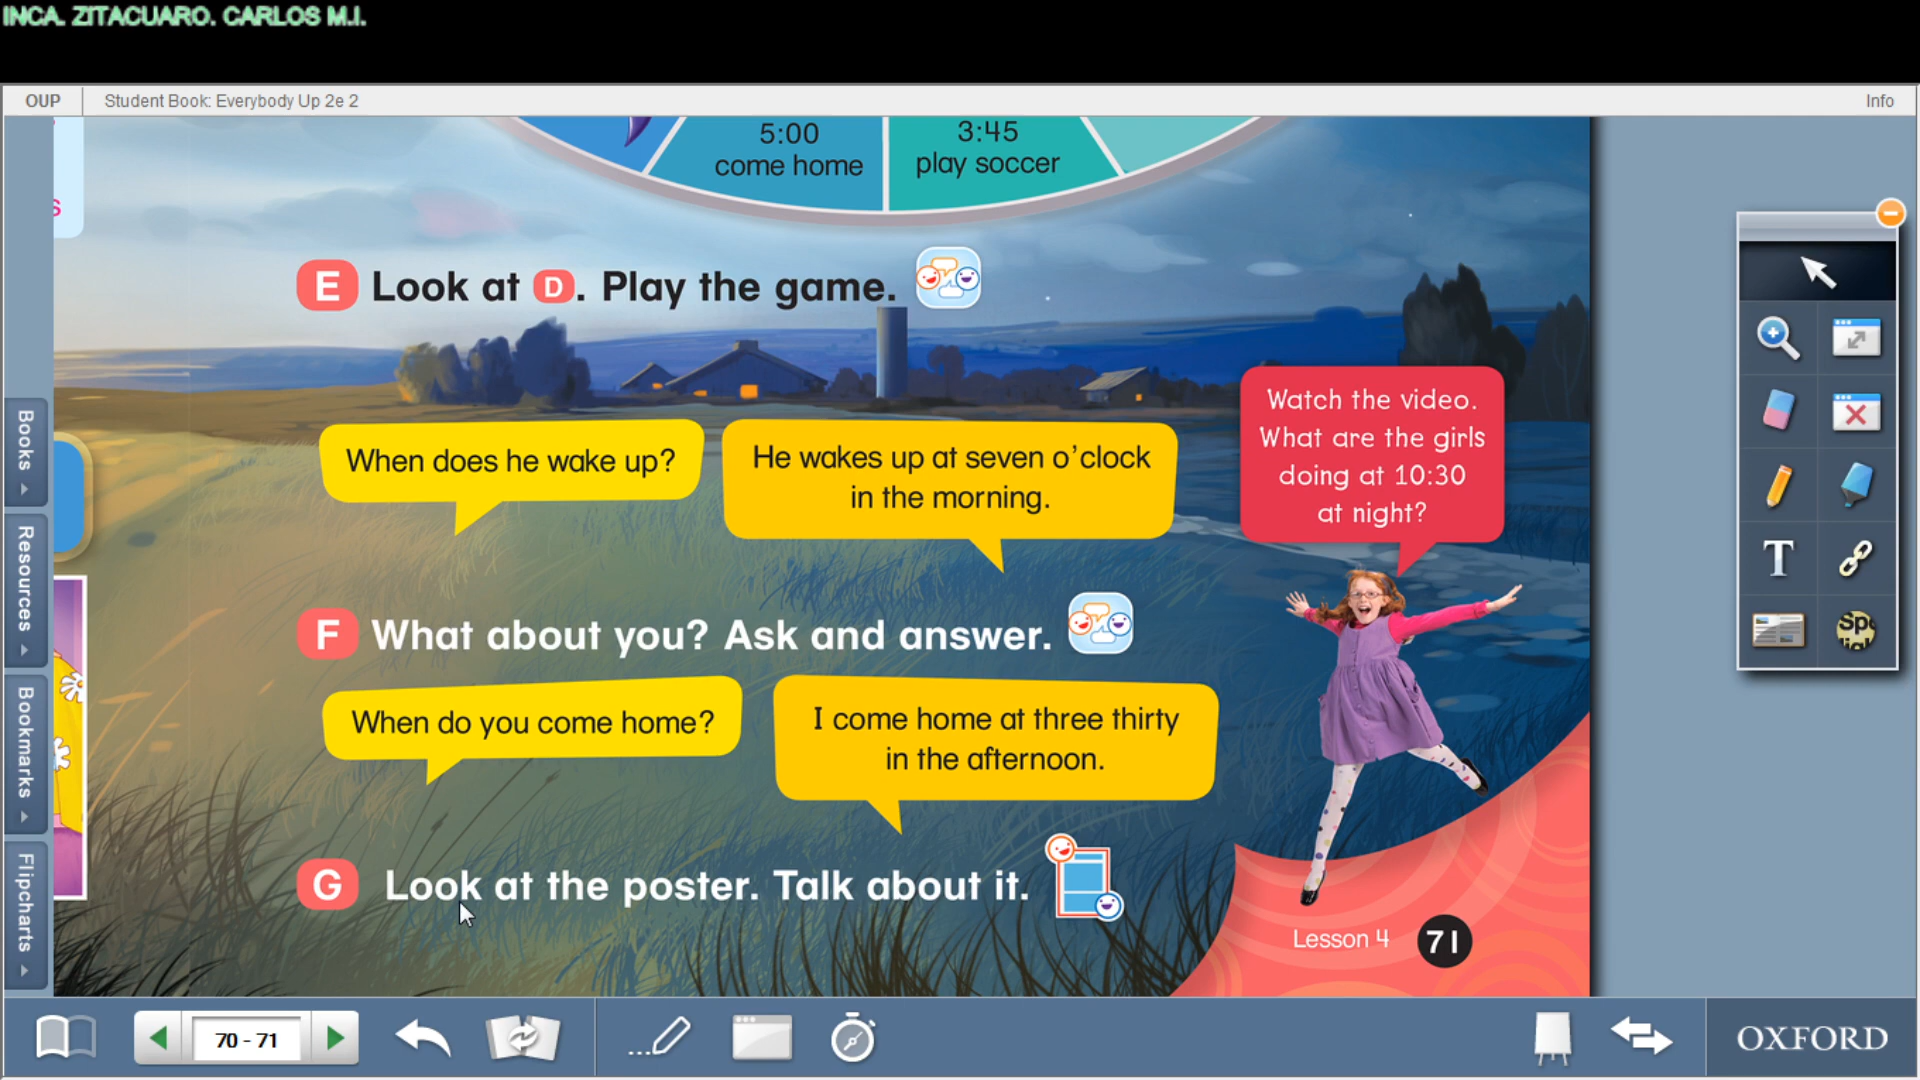 INCA. ZITACUARO. CARLOS M.I.
OUP
Student Book: Everybody Up 2e 2
Info
5:00
come home
3:45
play soccer
s
E Look at D. Play the game.
When does he wake up?
He wakes up at seven o'clock
in the morning.
Watch the video.
What are the girls
doing at 10:30
at night?
F What about you? Ask and answer.
When do you come home?
I come home at three thirty
in the afternoon.
G Look at the poster. Talk about it.
Lesson 4 71
Books
Resources
Bookmarks
Flipcharts
T
70 - 71
OXFORD